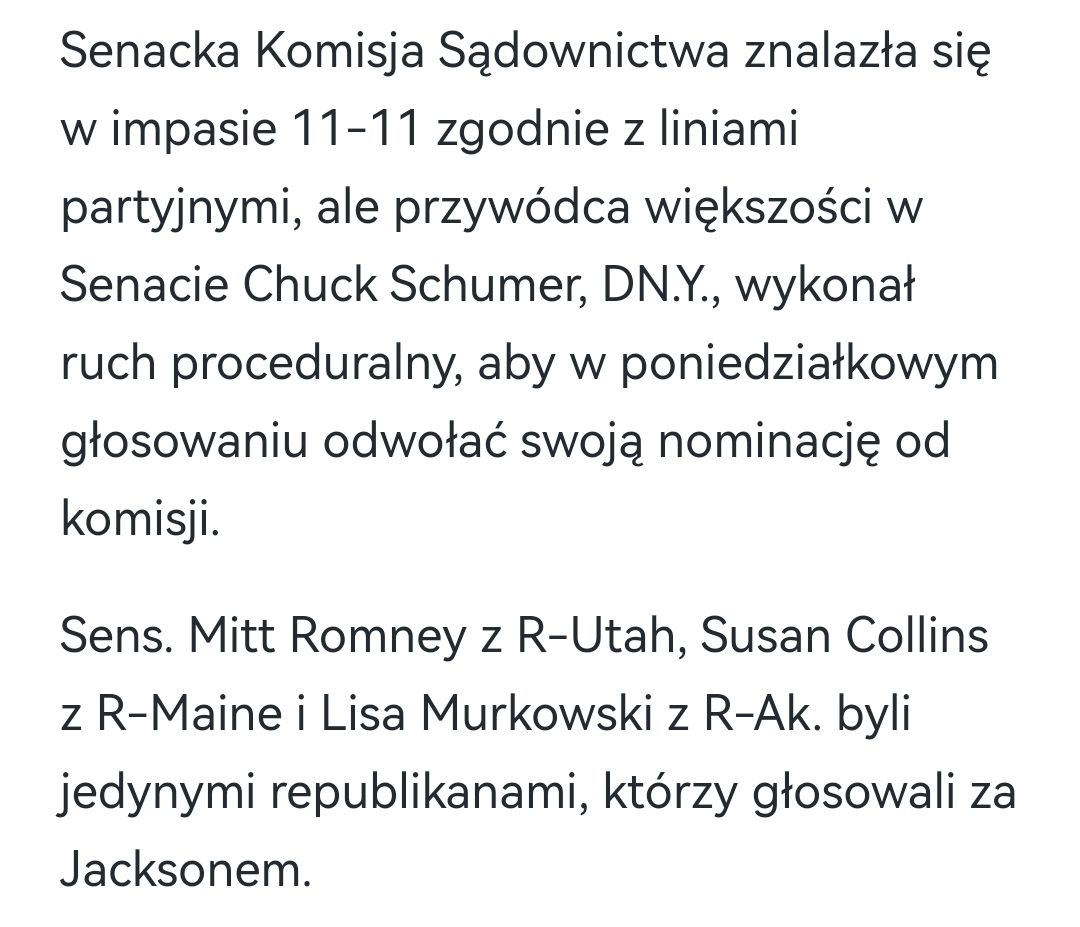 Senacka Komisja Sądownictwa znalazła się
w impasie 11-11 zgodnie z liniami
partyjnymi, ale przywódca większości w
Senacie Chuck Schumer, DN.Y., wykonał
ruch proceduralny, aby w poniedziałkowym
głosowaniu odwołać swoją nominację od
komisji.
Sens. Mitt Romney z R-Utah, Susan Collins
z R-Maine i Lisa Murkowski z R-Ak. byli
jedynymi republikanami, którzy głosowali za
Jacksonem.